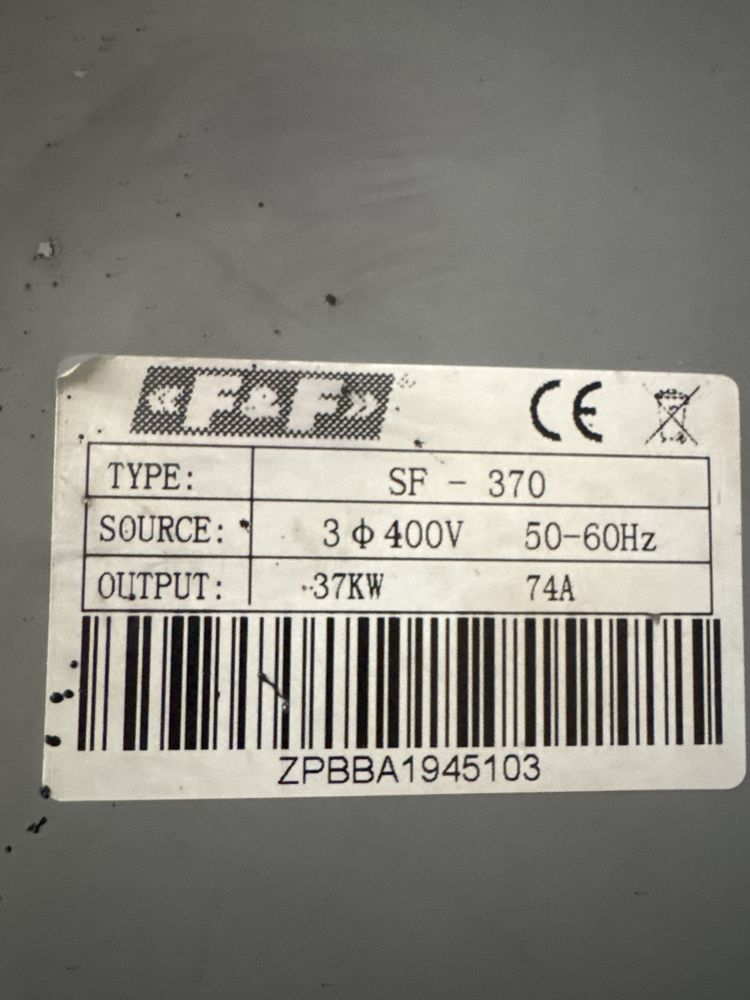 «F&F»
CE
TYPE: SF - 370
SOURCE: 3 φ 400V 50-60Hz
OUTPUT: 37KW 74A
ZPBBA1945103